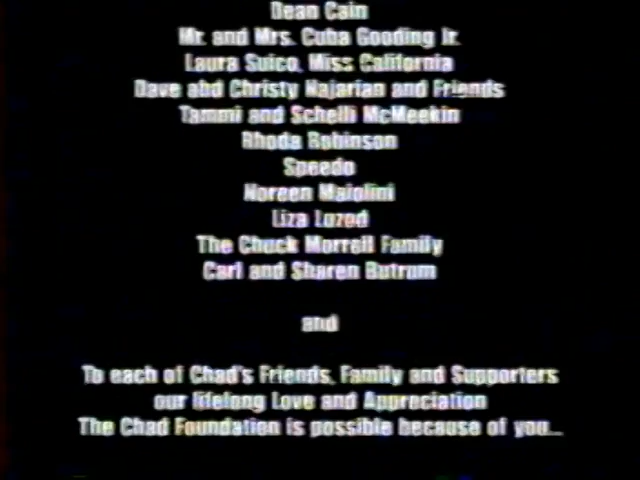 Dean Cain
Mr. and Mrs. Cuba Gooding Jr.
Laura Suico, Miss California
Dave abd Christy Najarian and Friends
Tammi and Schelli McMeekin
Rhoda Robinson
Speedo
Noreen Maiolini
Liza Lozod
The Chuck Morrell Family
Carl and Sharen Butrum
and
To each of Chad's Friends, Family and Supporters
our lifelong Love and Appreciation
The Chad Foundation is possible because of you...